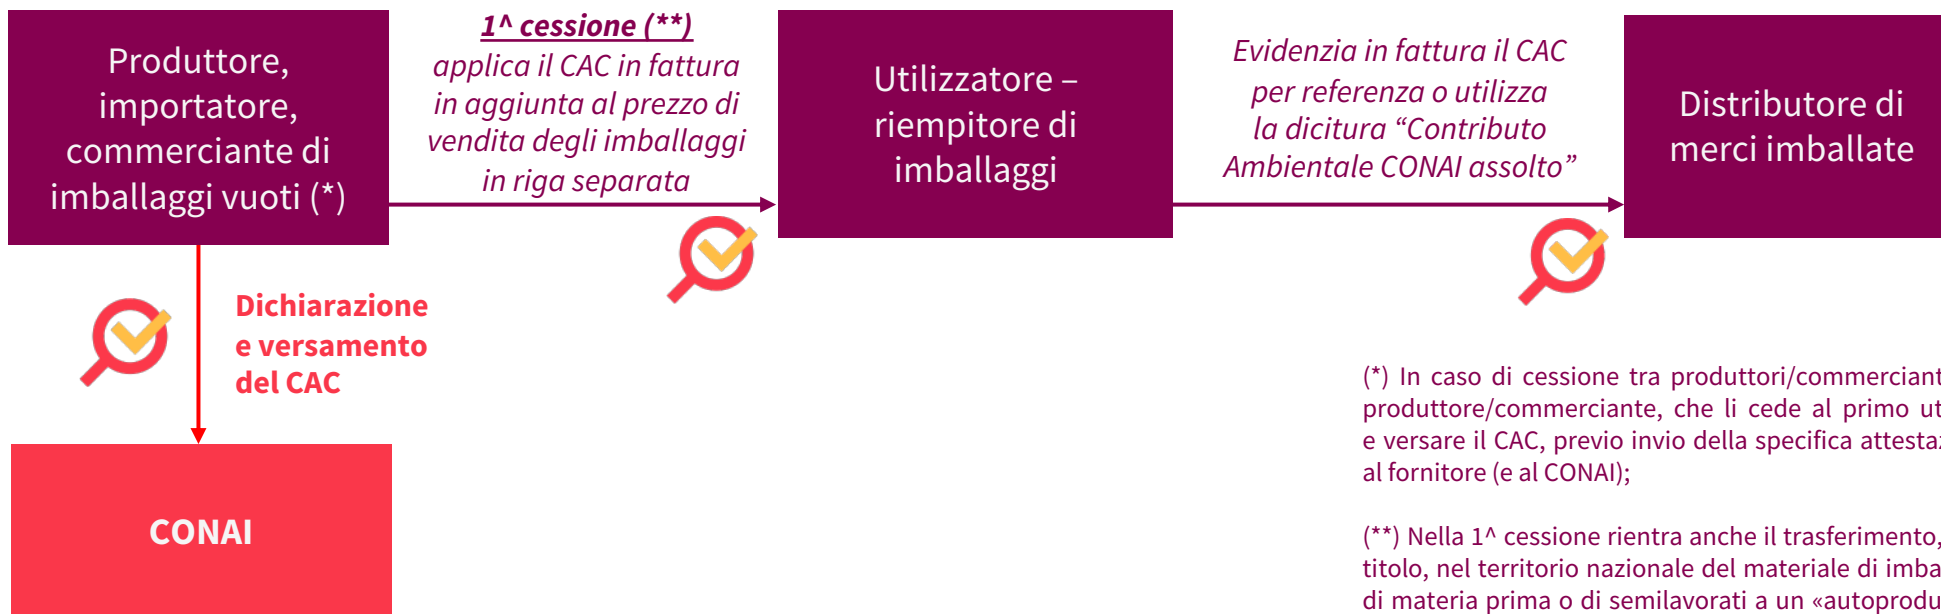 Produttore,
importatore,
commerciante di
imballaggi vuoti (*)
1^ cessione (**)
applica il CAC in fattura
in aggiunta al prezzo di
vendita degli imballaggi
in riga separata
Utilizzatore –
riempitore di
imballaggi
Evidenzia in fattura il CAC
per referenza o utilizza
la dicitura “Contributo
Ambientale CONAI assolto”
Distributore di
merci imballate
Dichiarazione
e versamento
del CAC
CONAI
(*) In caso di cessione tra produttori/commerciant
produttore/commerciante, che li cede al primo ut
e versare il CAC, previo invio della specifica attesta
al fornitore (e al CONAI);
(**) Nella 1^ cessione rientra anche il trasferimento,
titolo, nel territorio nazionale del materiale di imba
di materia prima o di semilavorati a un «autoprodu